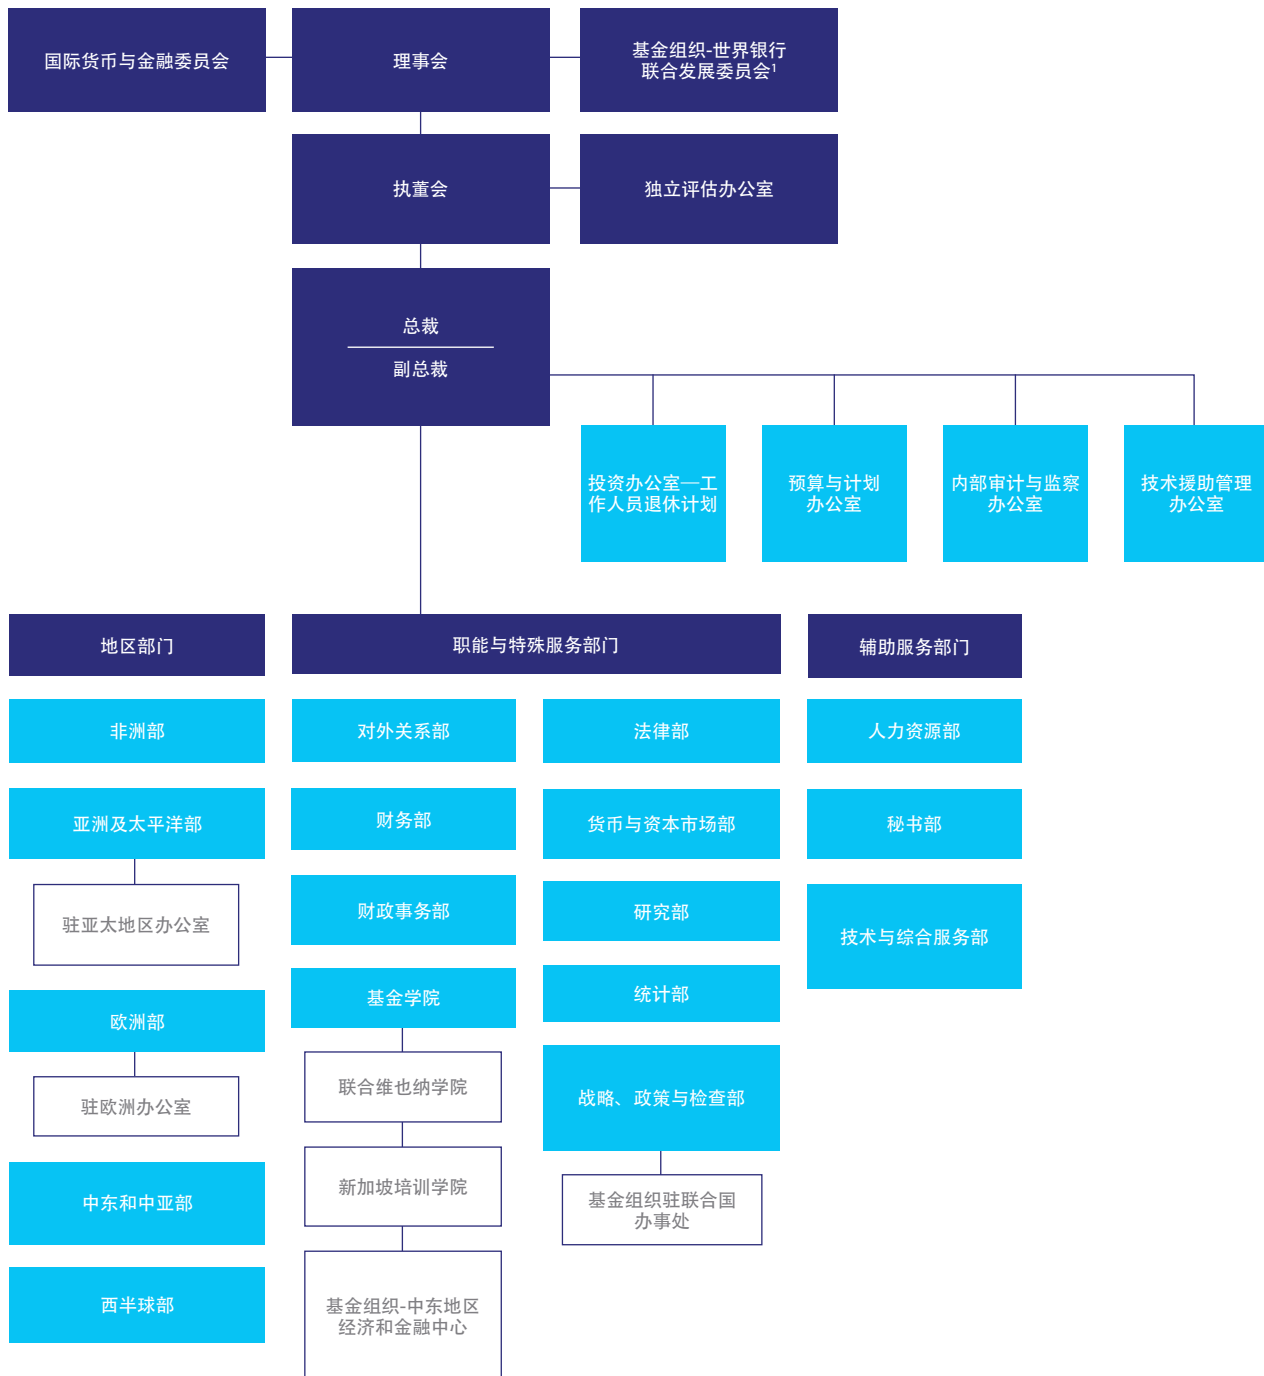 国际货币与金融委员会
理事会
基金组织-世界银行
联合发展委员会¹
执董会
独立评估办公室
总裁
副总裁
投资办公室—工
作人员退休计划
预算与计划
办公室
内部审计与监察
办公室
技术援助管理
办公室
地区部门
职能与特殊服务部门
辅助服务部门
非洲部
亚洲及太平洋部
驻亚太地区办公室
欧洲部
驻欧洲办公室
中东和中亚部
西半球部
对外关系部
财务部
财政事务部
基金学院
联合维也纳学院
新加坡培训学院
基金组织-中东地区
经济和金融中心
法律部
货币与资本市场部
研究部
统计部
战略、政策与检查部
基金组织驻联合国
办事处
人力资源部
秘书部
技术与综合服务部